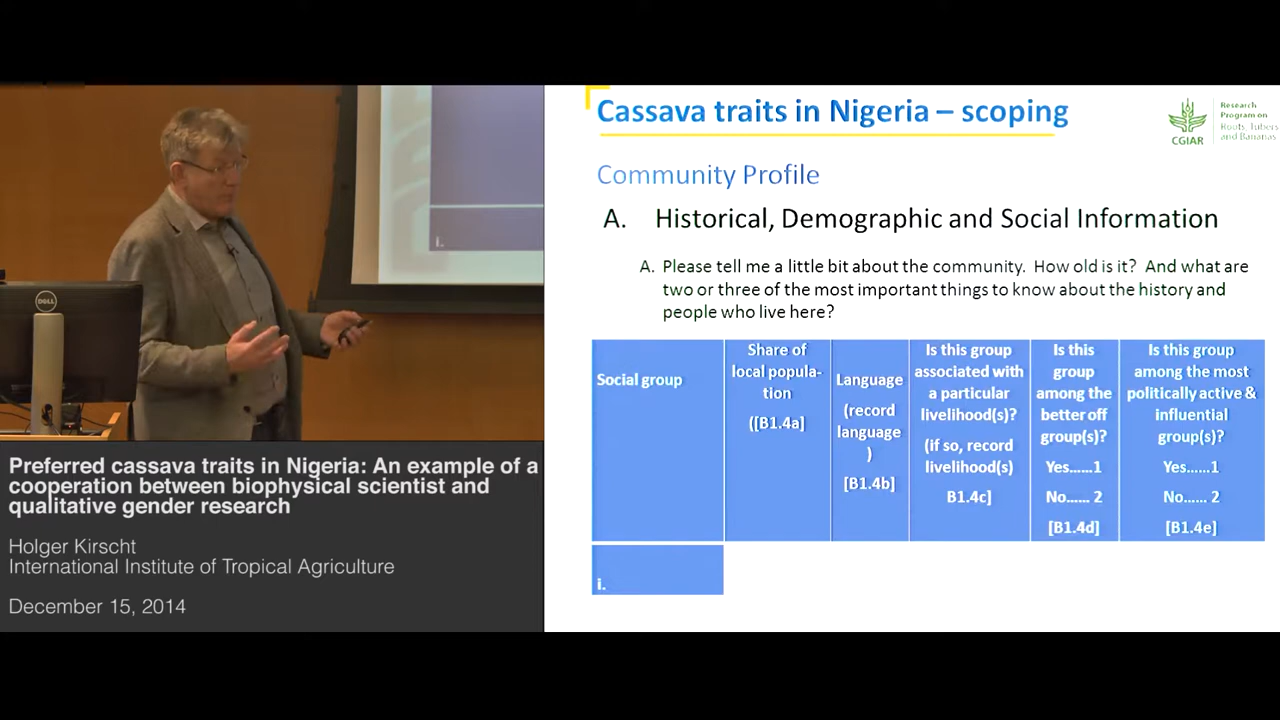 Cassava traits in Nigeria – scoping
CGIAR
Research
Program on
Roots, Tubers
and Bananas
Community Profile
A. Historical, Demographic and Social Information
A. Please tell me a little bit about the community. How old is it? And what are
two or three of the most important things to know about the history and
people who live here?
Social group
Share of
local popula-
tion
([B1.4a]
Language
(record
language
)
[B1.4b]
Is this group
associated with
a particular
livelihood(s)?
(if so, record
livelihood(s)
B1.4c]
Is this
group
among the
better off
group(s)?
Yes......1
No...... 2
[B1.4d]
Is this group
among the most
politically active &
influential
group(s)?
Yes......1
No...... 2
[B1.4e]
i.
i.
DELL
Preferred cassava traits in Nigeria: An example of a
cooperation between biophysical scientist and
qualitative gender research
Holger Kirscht
International Institute of Tropical Agriculture
December 15, 2014